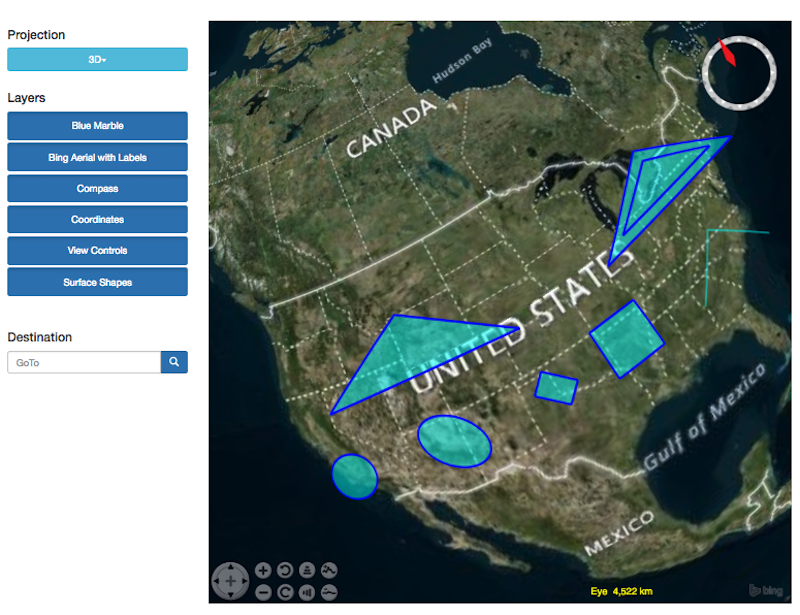 Projection
3D
Layers
Blue Marble
Bing Aerial with Labels
Compass
Coordinates
View Controls
Surface Shapes
Destination
GoTo
Hudson Bay
CANADA
UNITED STATES
Gulf of Mexico
MEXICO
ST
Eye 4,522 km
bing